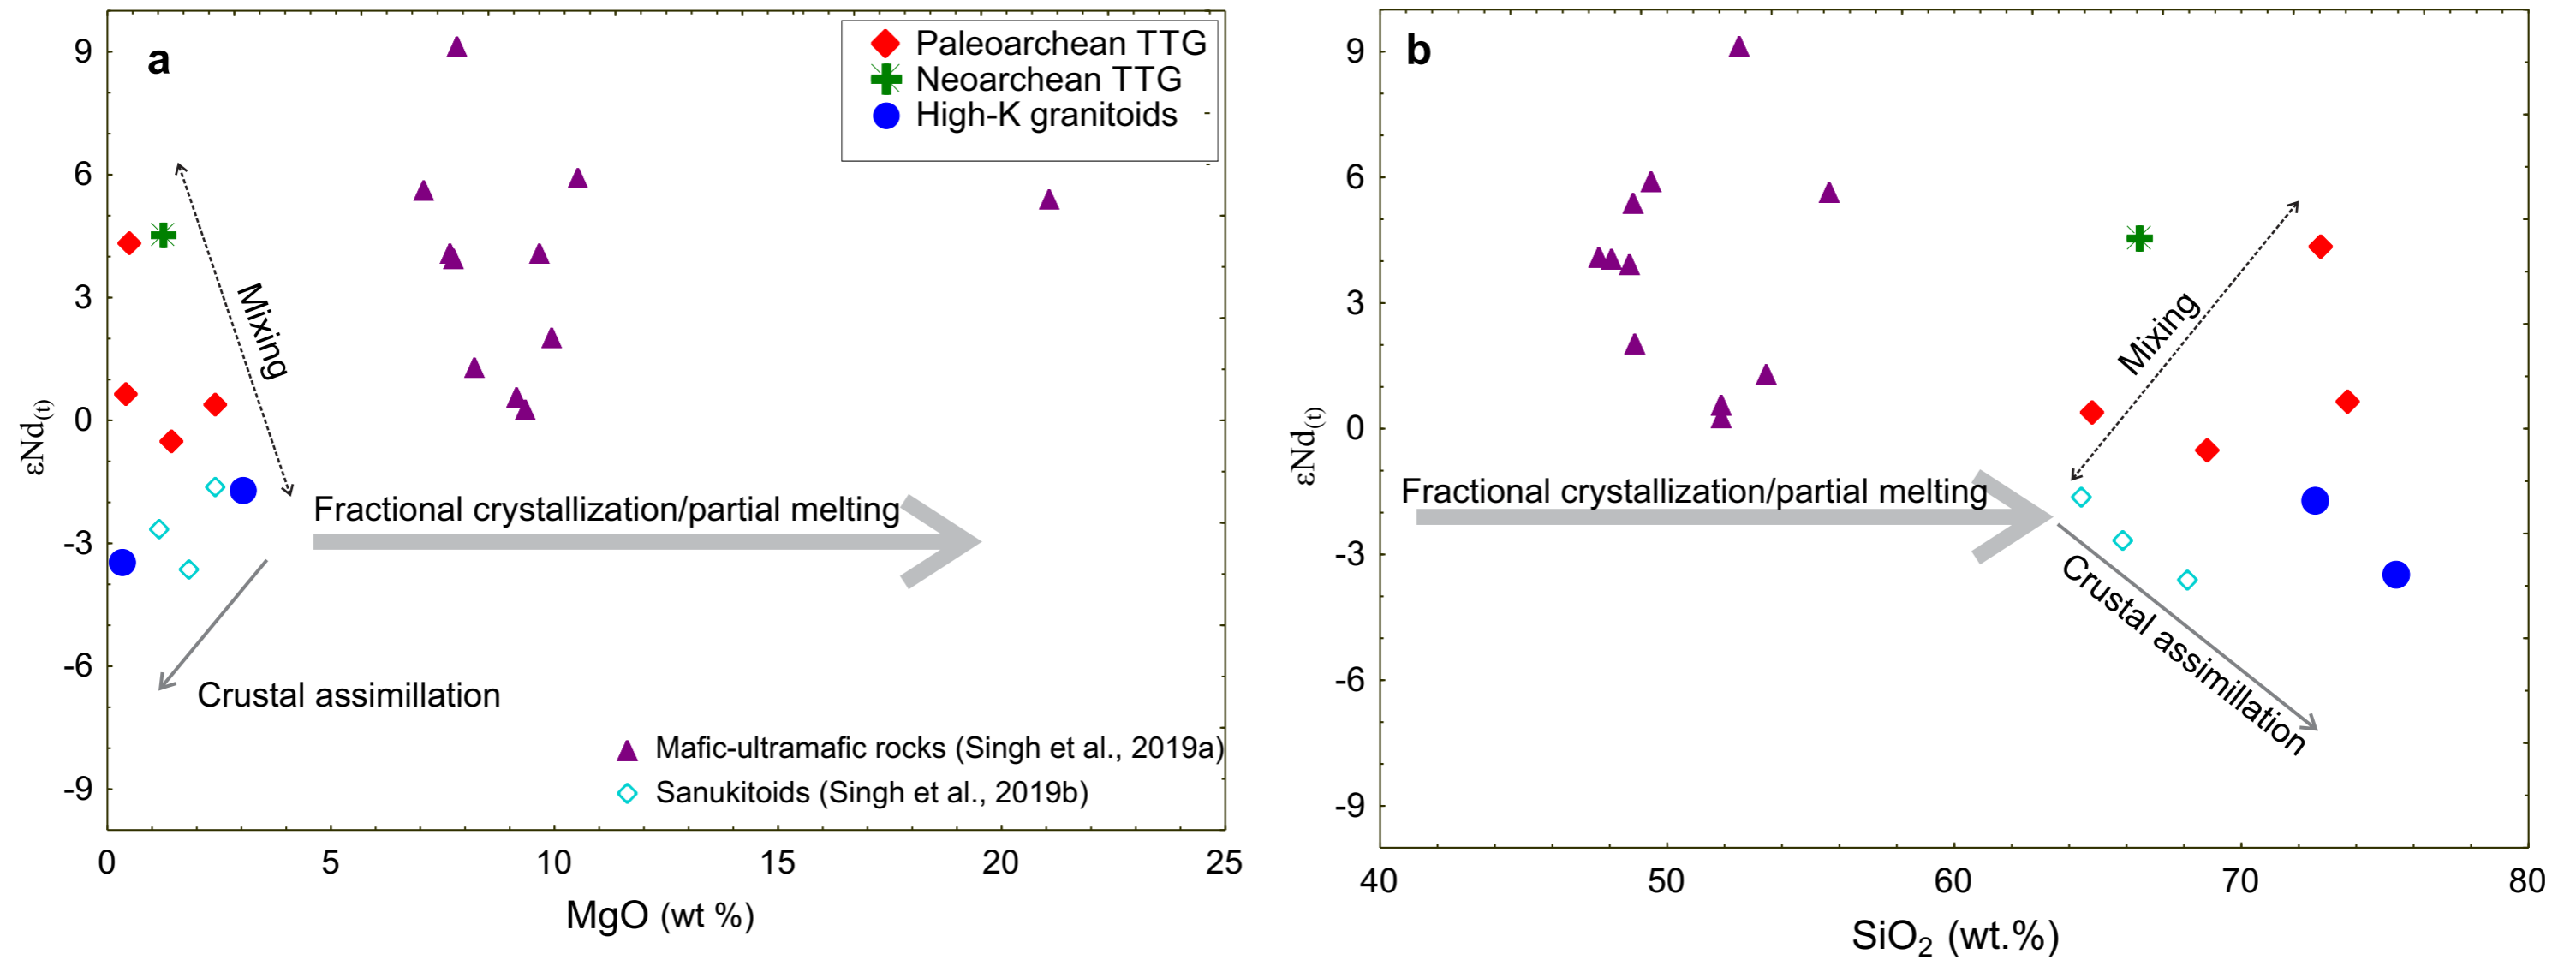 a
Paleoarchean TTG
Neoarchean TTG
High-K granitoids
9
6
3
0
-3
-6
-9
εNd(t)
Mixing
Fractional crystallization/partial melting
Crustal assimillation
Mafic-ultramafic rocks (Singh et al., 2019a)
Sanukitoids (Singh et al., 2019b)
0 5 10 15 20 25
MgO (wt %)
b
9
6
3
0
-3
-6
-9
εNd(t)
Mixing
Fractional crystallization/partial melting
Crustal assimillation
40 50 60 70 80
SiO2 (wt.%)